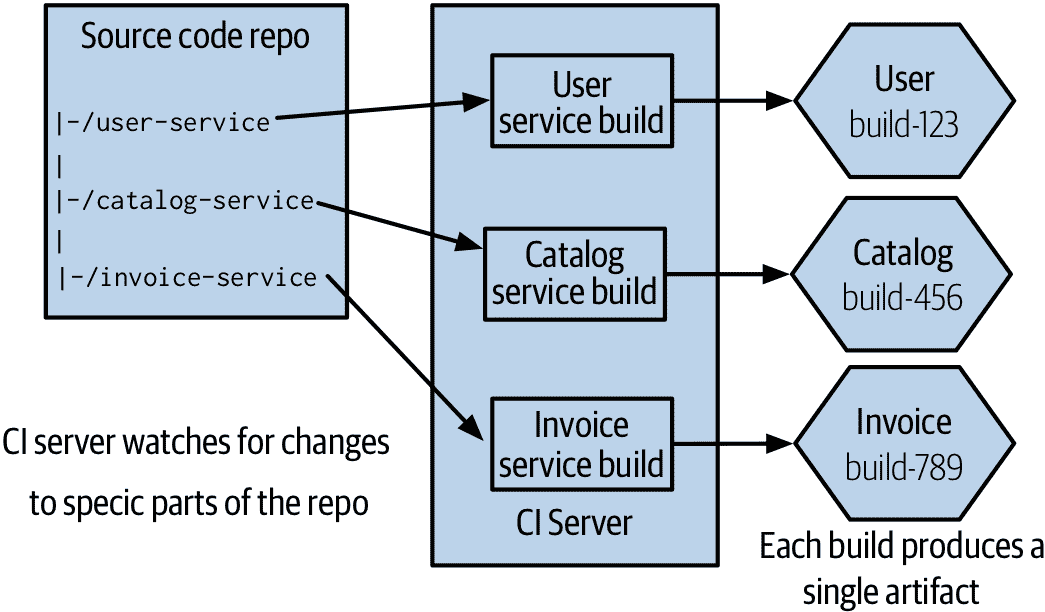 Source code repo
|-/user-service
|
|-/catalog-service
|
|-/invoice-service
CI server watches for changes
to specic parts of the repo
User
service build
Catalog
service build
Invoice
service build
CI Server
User
build-123
Catalog
build-456
Invoice
build-789
Each build produces a
single artifact